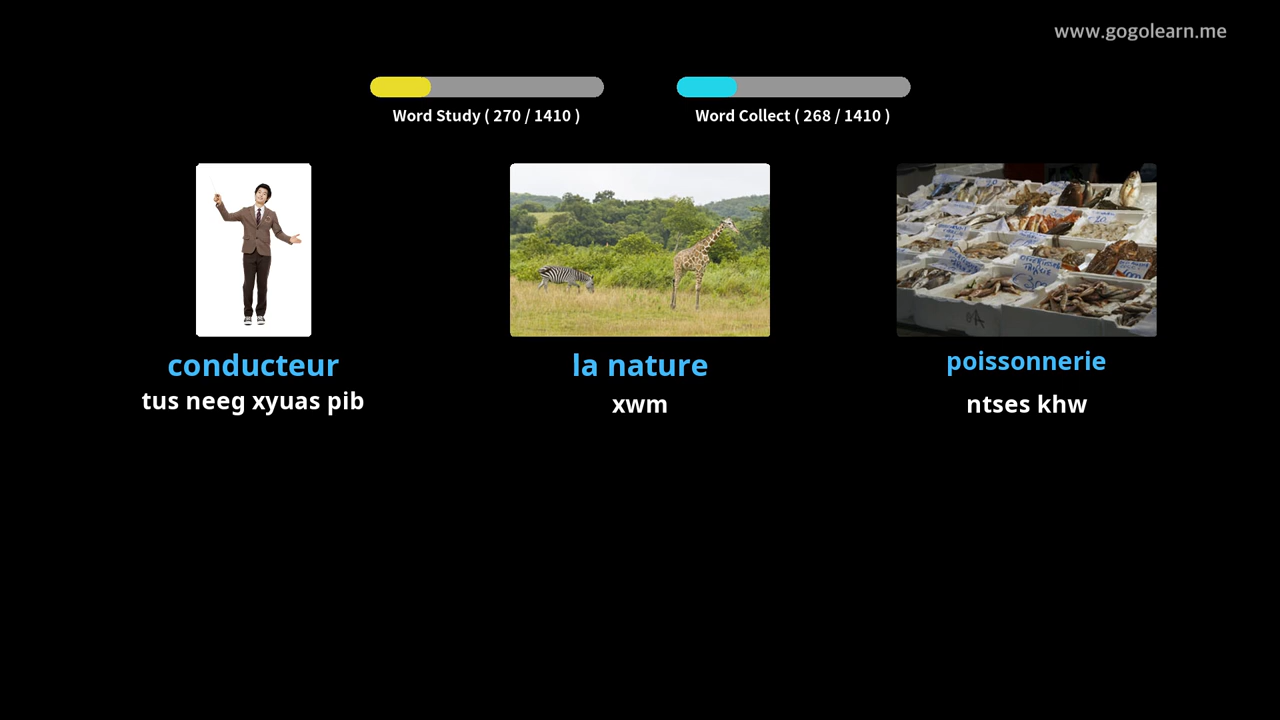 www.gogolearn.me
Word Study ( 270 / 1410 )
Word Collect ( 268 / 1410 )
conducteur
tus neeg xyuas pib
la nature
xwm
poissonnerie
ntses khw